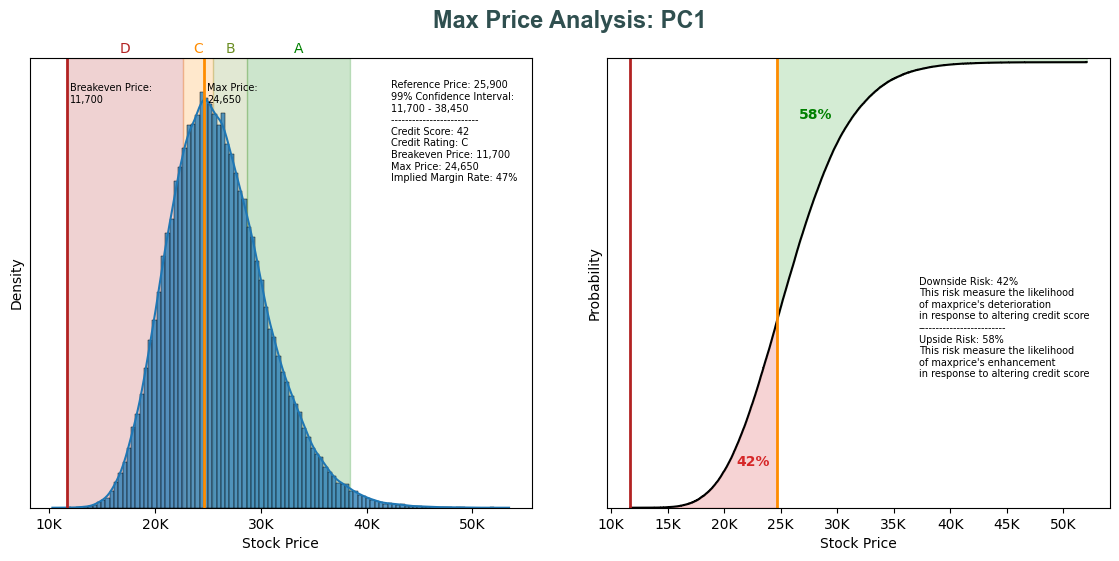 Max Price Analysis: PC1
D C B A
Breakeven Price:
11,700
Max Price:
24,650
Reference Price: 25,900
99% Confidence Interval:
11,700 - 38,450
-------------------------
Credit Score: 42
Credit Rating: C
Breakeven Price: 11,700
Max Price: 24,650
Implied Margin Rate: 47%
Density
10K 20K 30K 40K 50K
Stock Price
58%
42%
Downside Risk: 42%
This risk measure the likelihood
of maxprice's deterioration
in response to altering credit score
-------------------------
Upside Risk: 58%
This risk measure the likelihood
of maxprice's enhancement
in response to altering credit score
Probability
10K 15K 20K 25K 30K 35K 40K 45K 50K
Stock Price